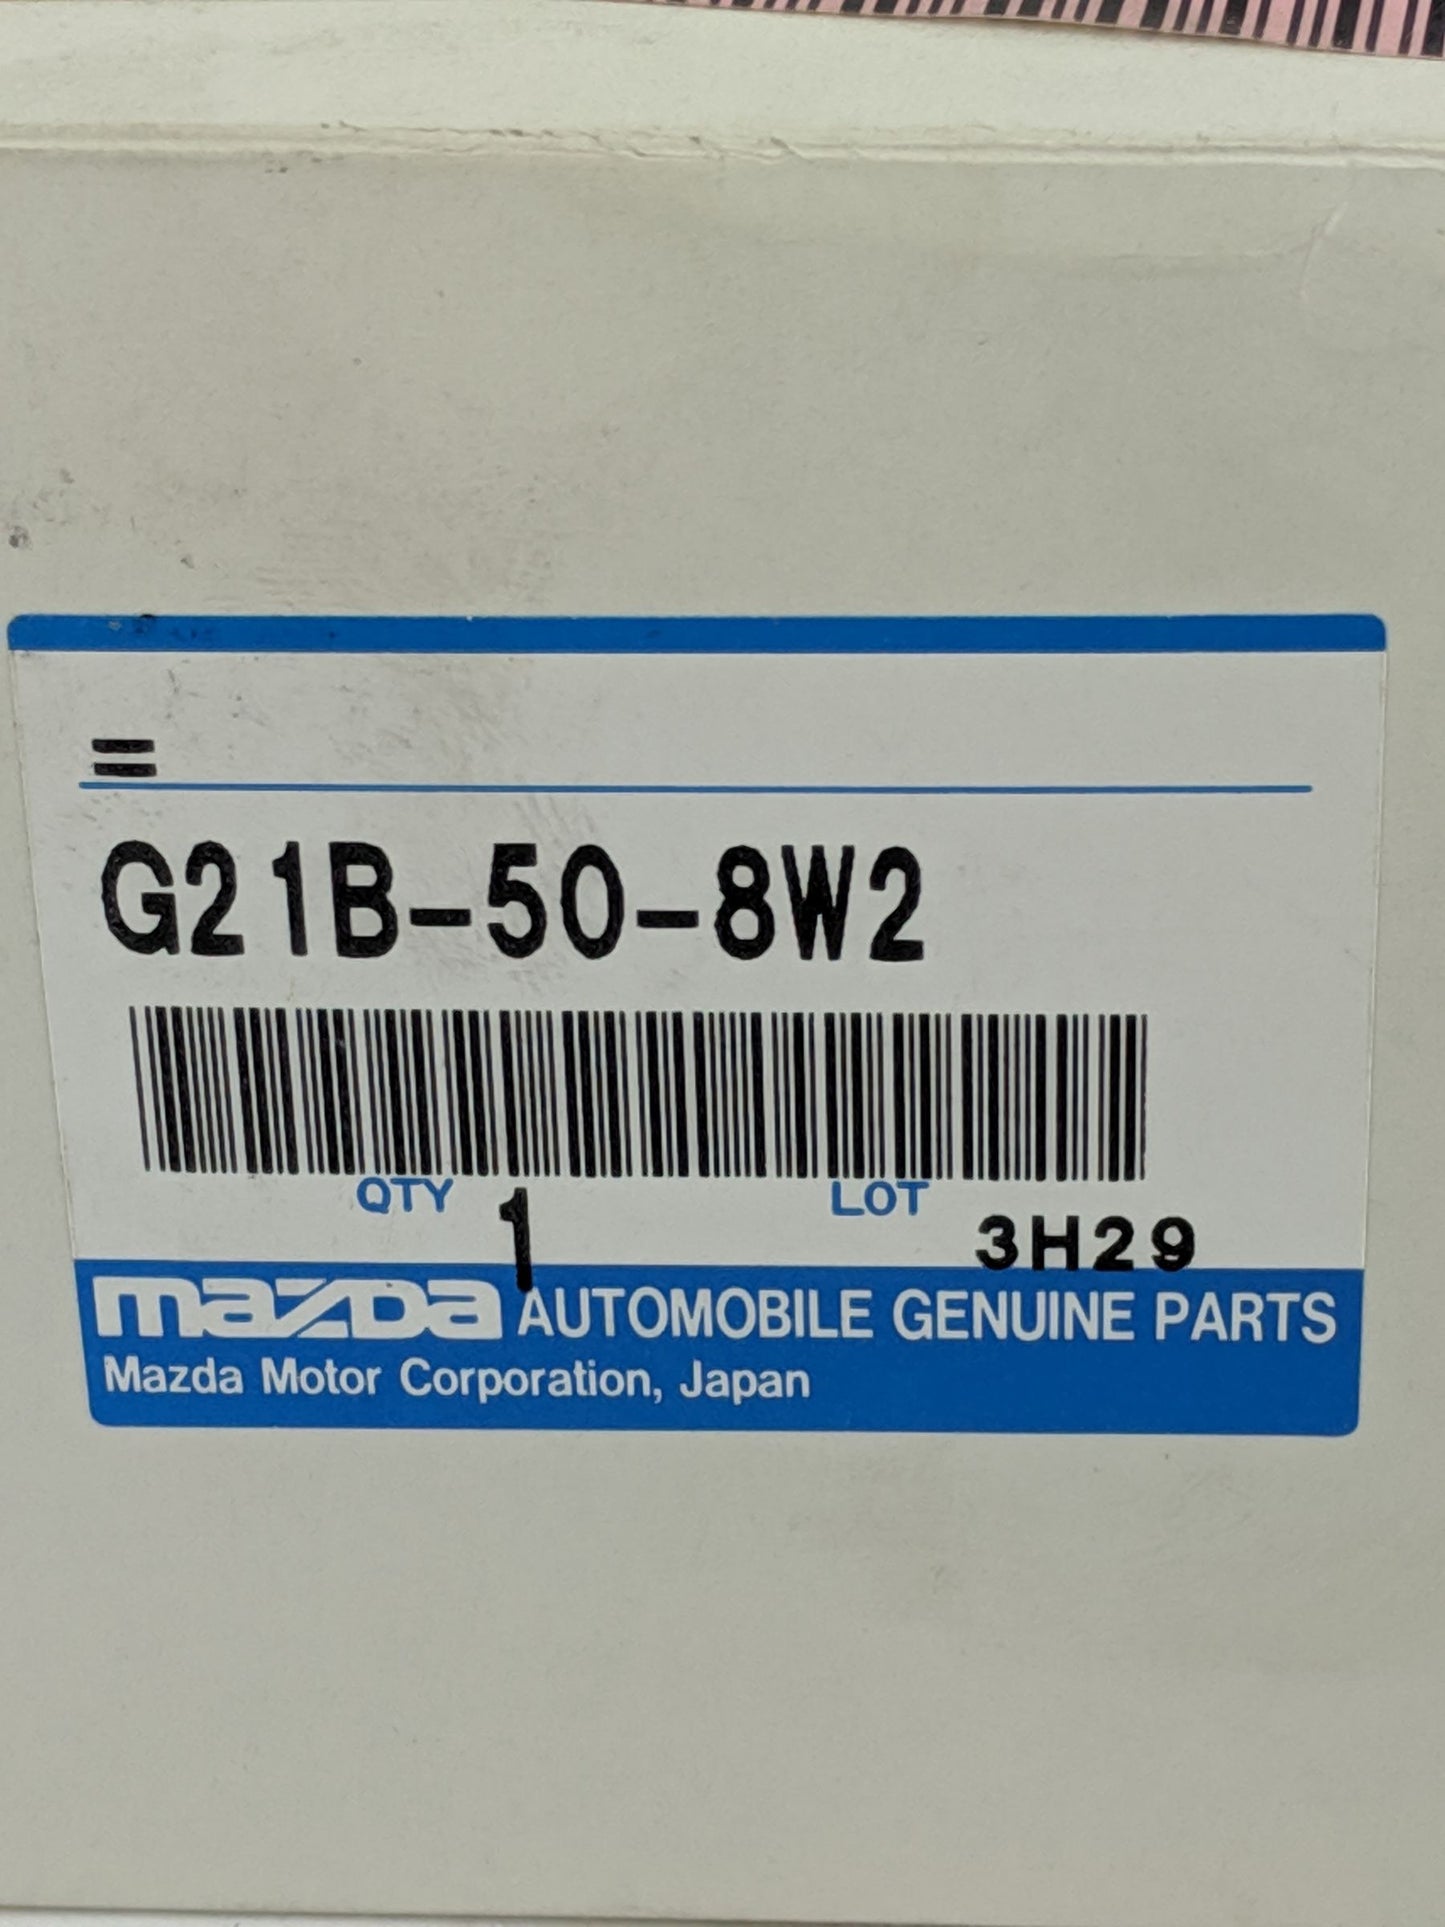 =
G21B-50-8W2
QTY 1 LOT 3H29
mazda AUTOMOBILE GENUINE PARTS
Mazda Motor Corporation, Japan